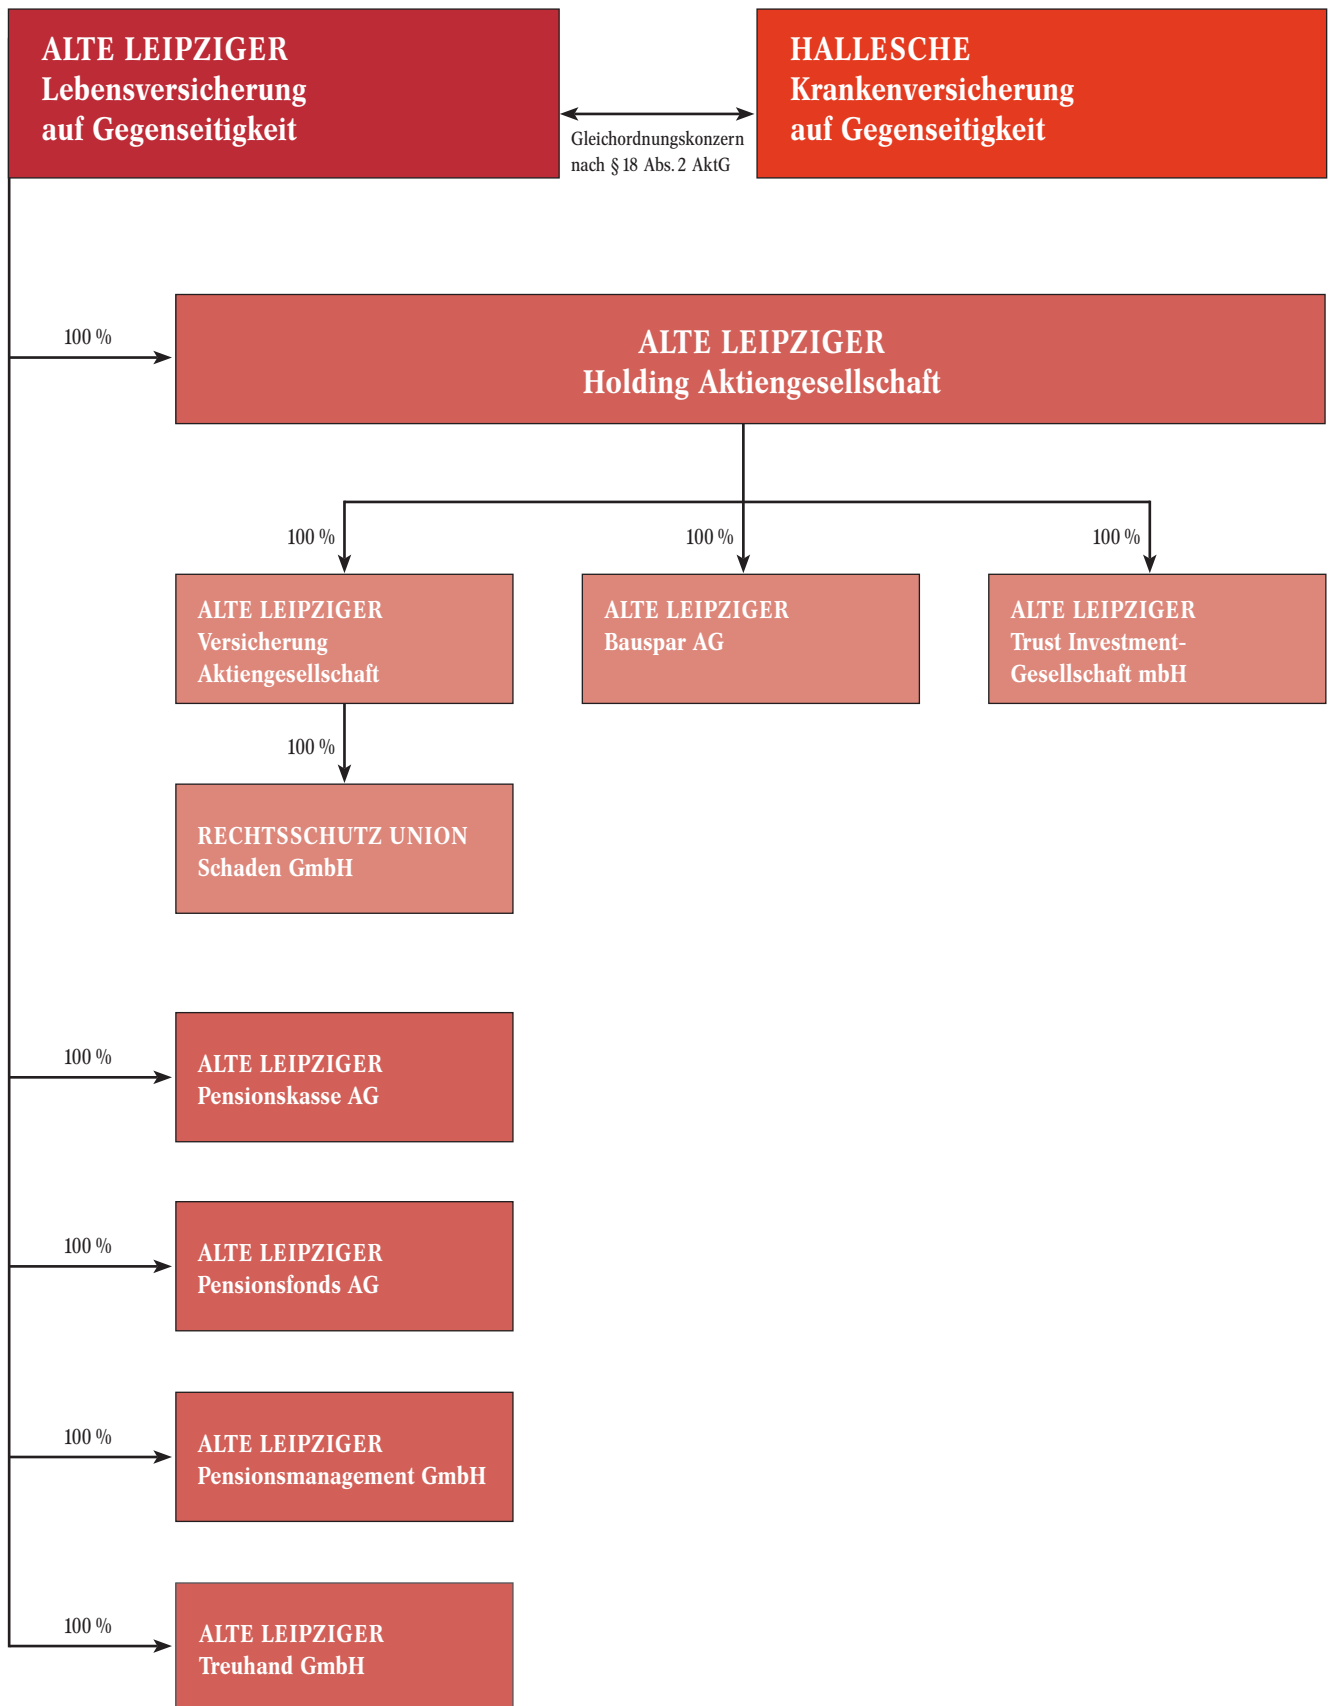 ALTE LEIPZIGER
Lebensversicherung
auf Gegenseitigkeit
Gleichordnungskonzern
nach § 18 Abs. 2 AktG
HALLESCHE
Krankenversicherung
auf Gegenseitigkeit
100 %
ALTE LEIPZIGER
Holding Aktiengesellschaft
100 %
100 %
100 %
ALTE LEIPZIGER
Versicherung
Aktiengesellschaft
ALTE LEIPZIGER
Bauspar AG
ALTE LEIPZIGER
Trust Investment-
Gesellschaft mbH
100 %
RECHTSSCHUTZ UNION
Schaden GmbH
100 %
ALTE LEIPZIGER
Pensionskasse AG
100 %
ALTE LEIPZIGER
Pensionsfonds AG
100 %
ALTE LEIPZIGER
Pensionsmanagement GmbH
100 %
ALTE LEIPZIGER
Treuhand GmbH